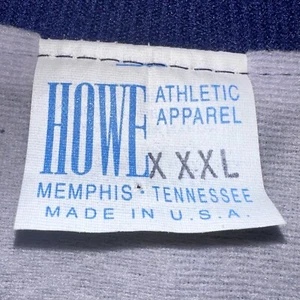 HOWE ATHLETIC
APPAREL
XXXL
MEMPHIS TENNESSEE
MADE IN U.S.A.